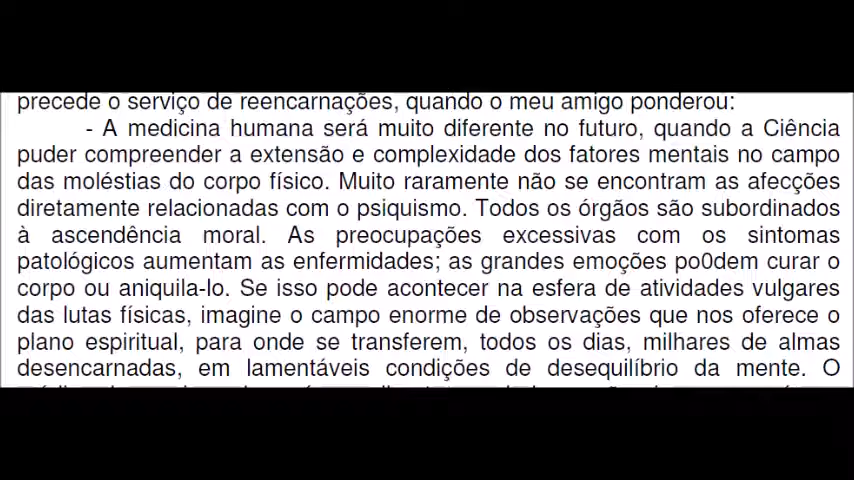 precede o serviço de reencarnações, quando o meu amigo ponderou:
- A medicina humana será muito diferente no futuro, quando a Ciência
puder compreender a extensão e complexidade dos fatores mentais no campo
das moléstias do corpo físico. Muito raramente não se encontram as afecções
diretamente relacionadas com o psiquismo. Todos os órgãos são subordinados
à ascendência moral. As preocupações excessivas com os sintomas
patológicos aumentam as enfermidades; as grandes emoções po0dem curar o
corpo ou aniquila-lo. Se isso pode acontecer na esfera de atividades vulgares
das lutas físicas, imagine o campo enorme de observações que nos oferece o
plano espiritual, para onde se transferem, todos os dias, milhares de almas
desencarnadas, em lamentáveis condições de desequilíbrio da mente. O